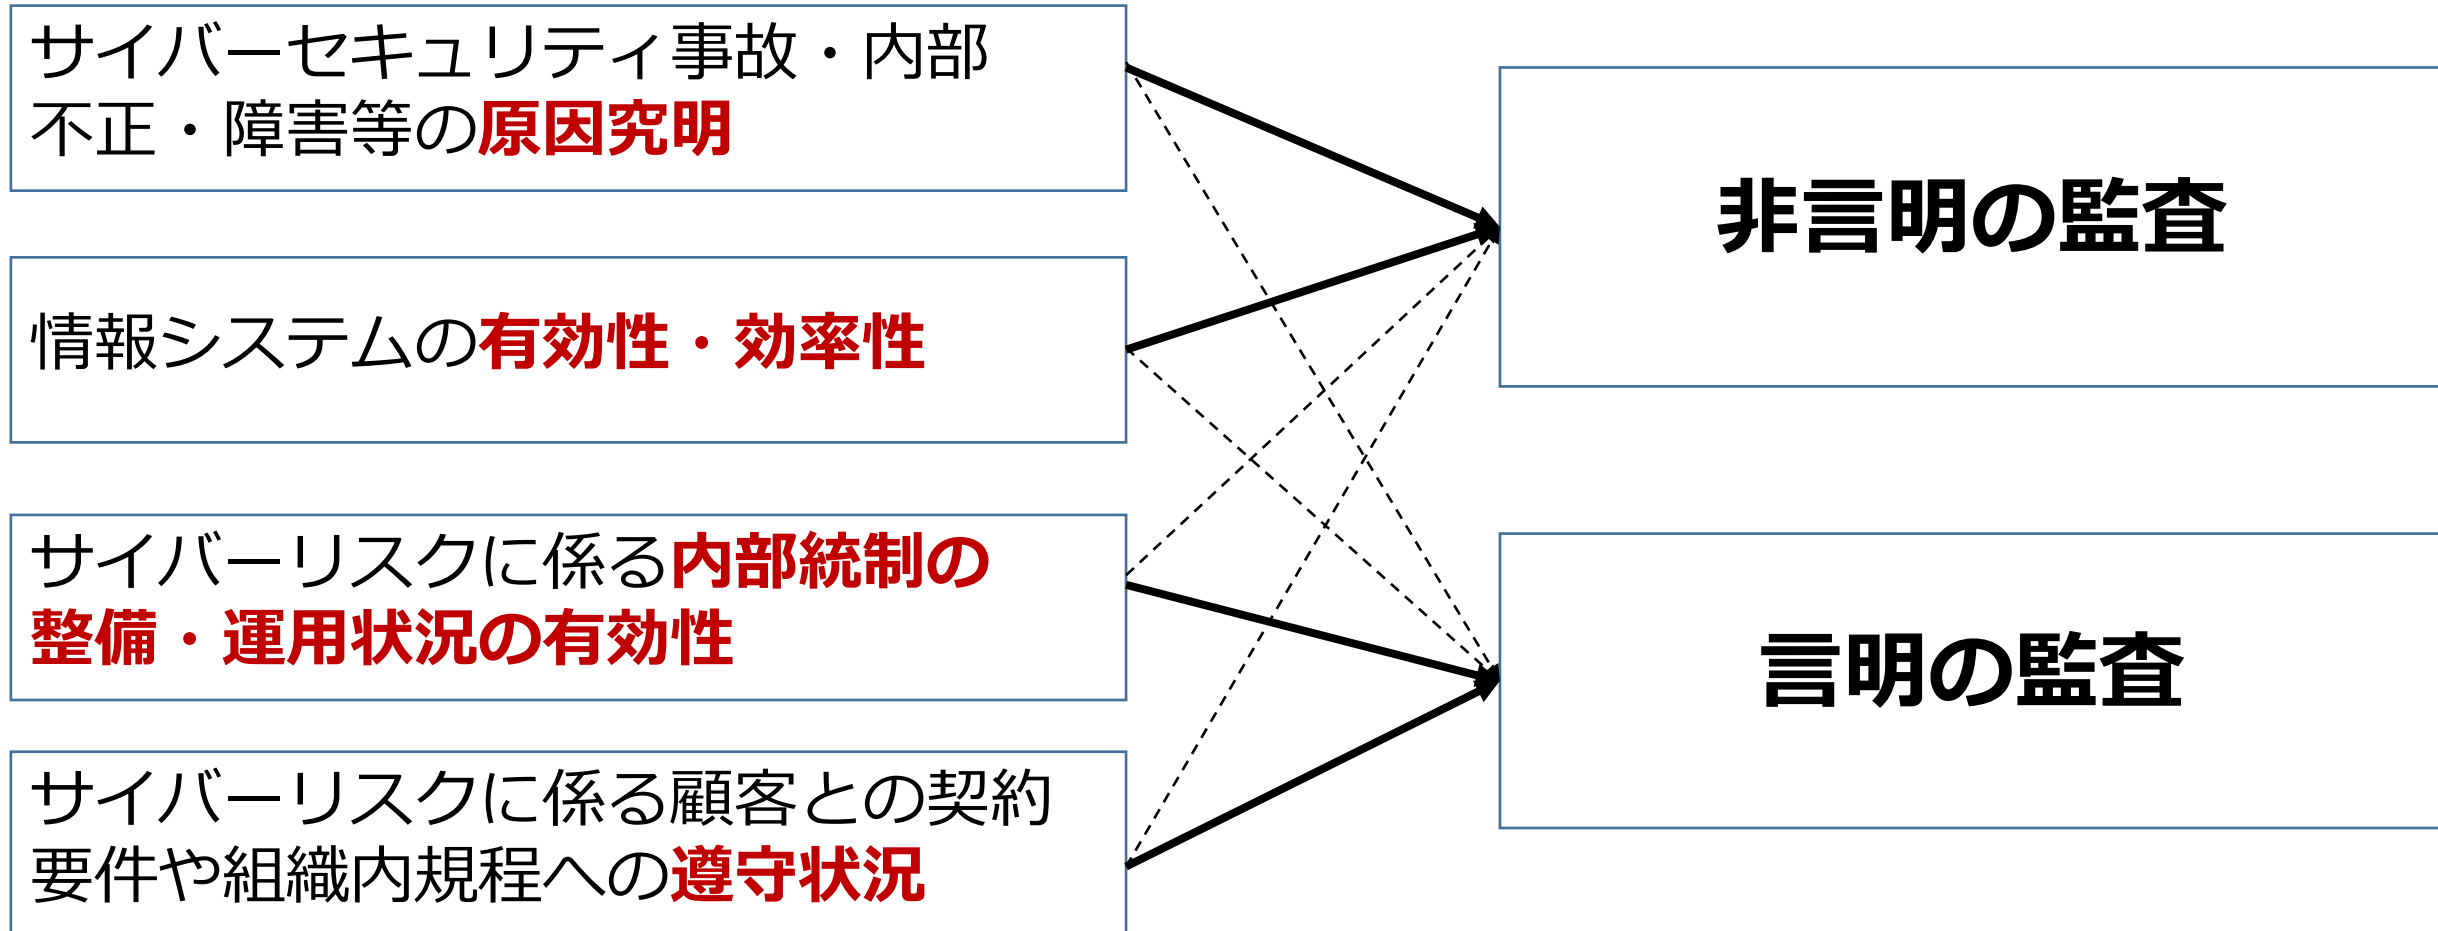 サイバーセキュリティ事故・内部
不正・障害等の原因究明
情報システムの有効性・効率性
サイバーリスクに係る内部統制の
整備・運用状況の有効性
サイバーリスクに係る顧客との契約
要件や組織内規程への遵守状況
非言明の監査
言明の監査